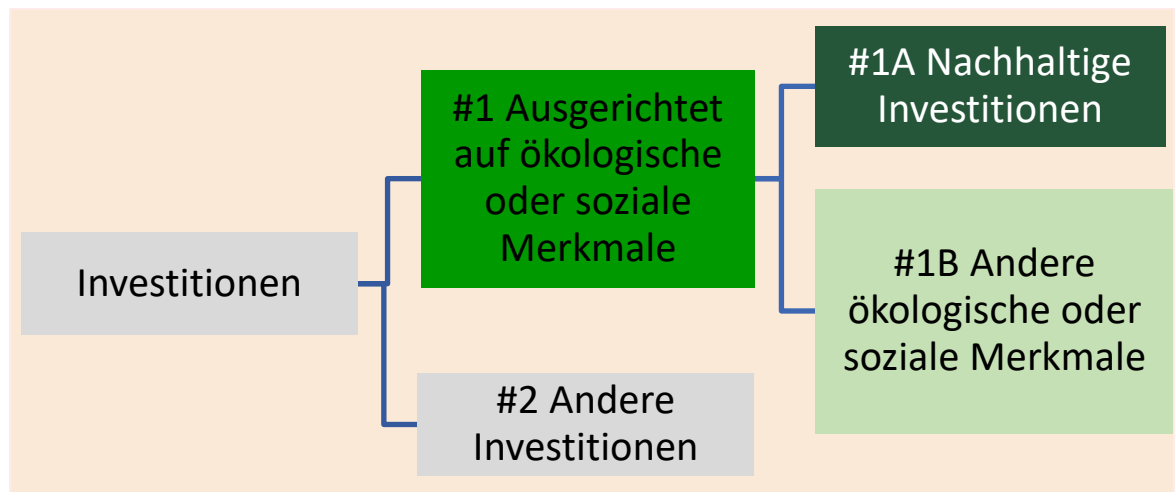 Investitionen
#1 Ausgerichtet
auf ökologische
oder soziale
Merkmale
#2 Andere
Investitionen
#1A Nachhaltige
Investitionen
#1B Andere
ökologische oder
soziale Merkmale